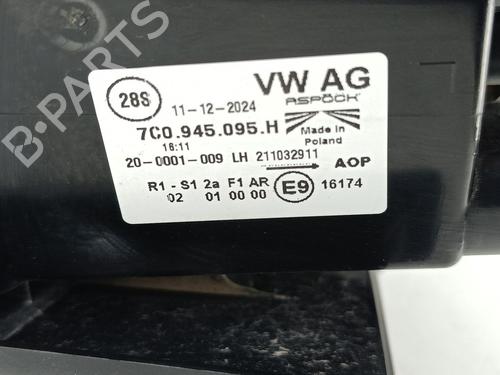 B-PARTS
28S
11-12-2024
VW AG
ASPÖCK
7C0.945.095.H
16:11
Made in
Poland
20-0001-009 LH 211032911 AOP
R1 - S1 2a F1 AR
02 01 00 00
E9 16174